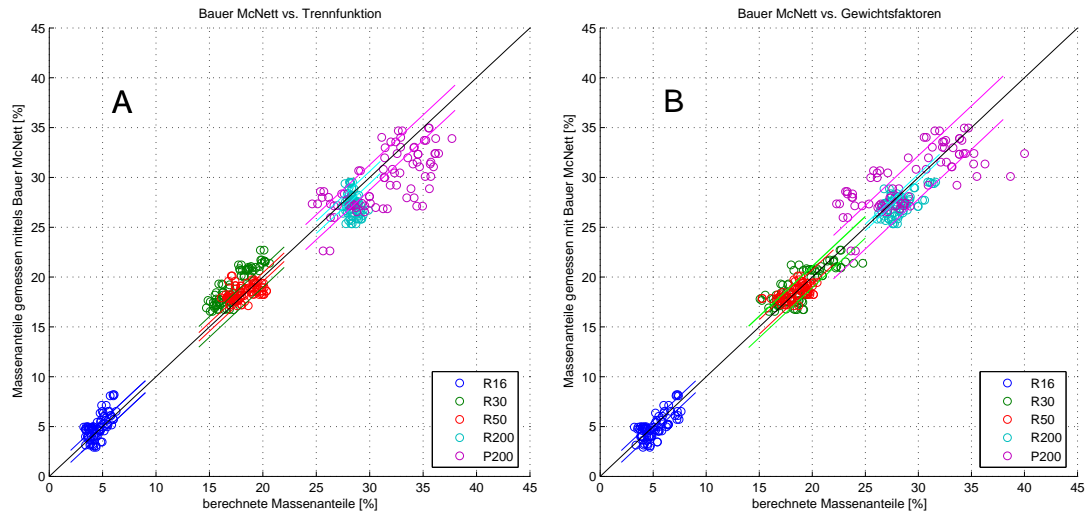 Bauer McNett vs. Trennfunktion
Massenanteile gemessen mittels Bauer McNett [%]
45
40
35
30
25
20
15
10
5
0
A
R16
R30
R50
R200
P200
0 5 10 15 20 25 30 35 40 45
berechnete Massenanteile [%]
Bauer McNett vs. Gewichtsfaktoren
Massenanteile gemessen mit Bauer McNett [%]
45
40
35
30
25
20
15
10
5
0
B
R16
R30
R50
R200
P200
0 5 10 15 20 25 30 35 40 45
berechnete Massenanteile [%]